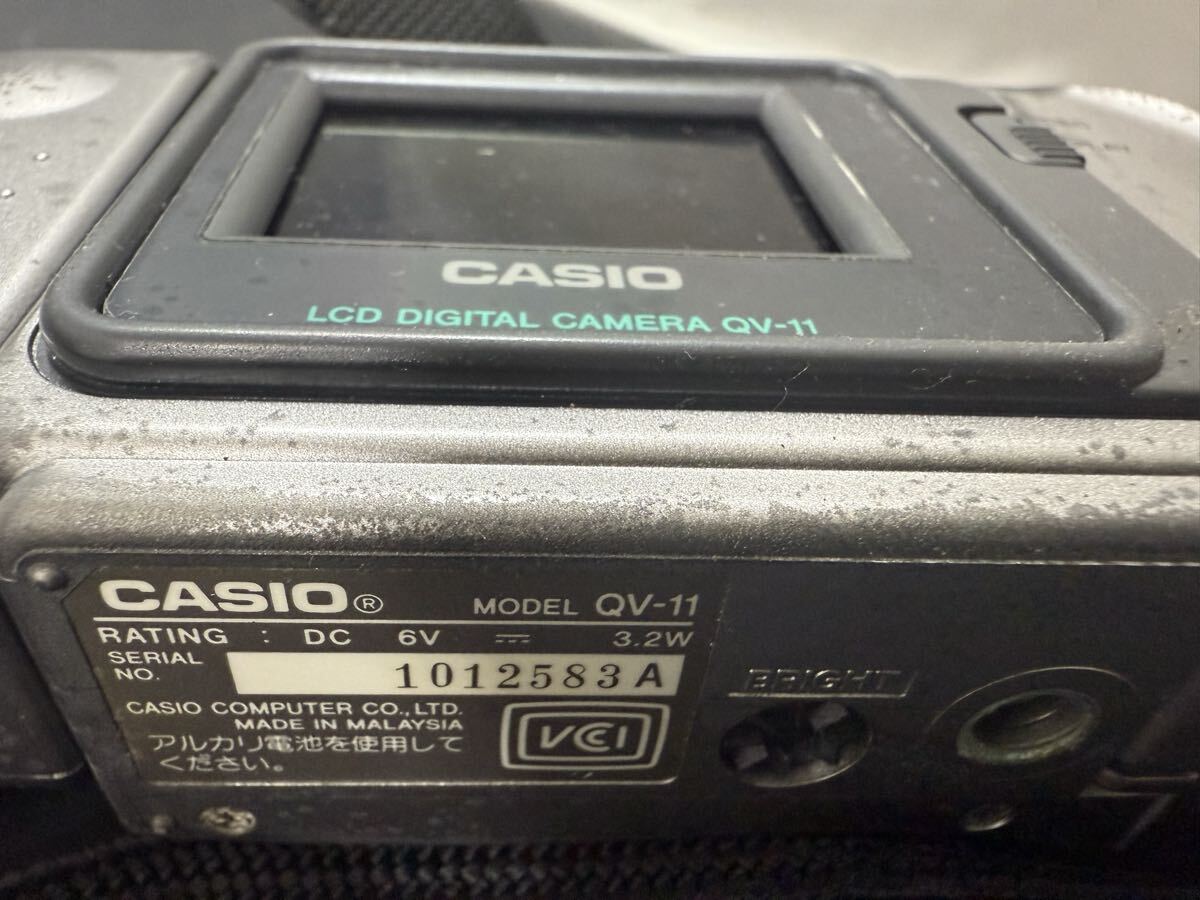 CASIO
LCD DIGITAL CAMERA QV-11
CASIO® MODEL QV-11
RATING : DC 6V ⎓ 3.2W
SERIAL
NO. 1012583A
CASIO COMPUTER CO.,LTD.
MADE IN MALAYSIA
アルカリ電池を使用して
ください。
VCCI
BRIGHT